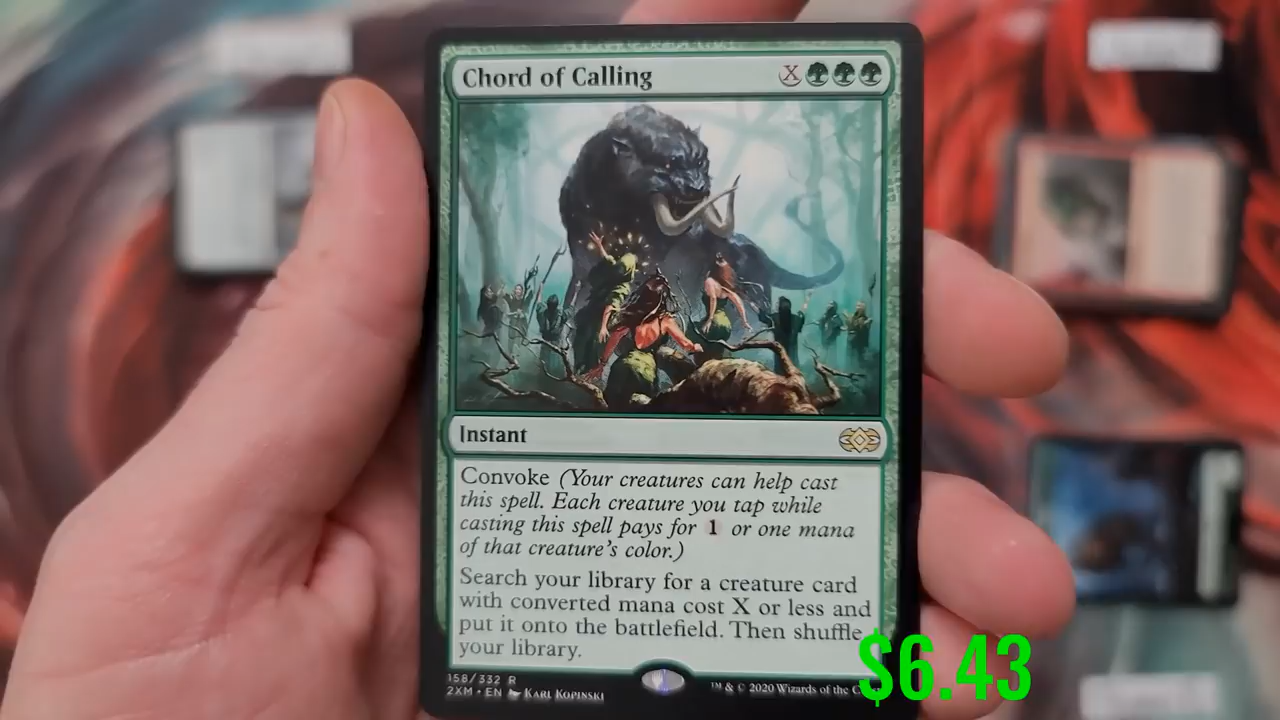 Chord of Calling X
Instant
Convoke (Your creatures can help cast
this spell. Each creature you tap while
casting this spell pays for 1 or one mana
of that creature's color.)
Search your library for a creature card
with converted mana cost X or less and
put it onto the battlefield. Then shuffle
your library.
158/332 R
2XM • EN Karl Kopinski
™ & © 2020 Wizards of the C
$6.43